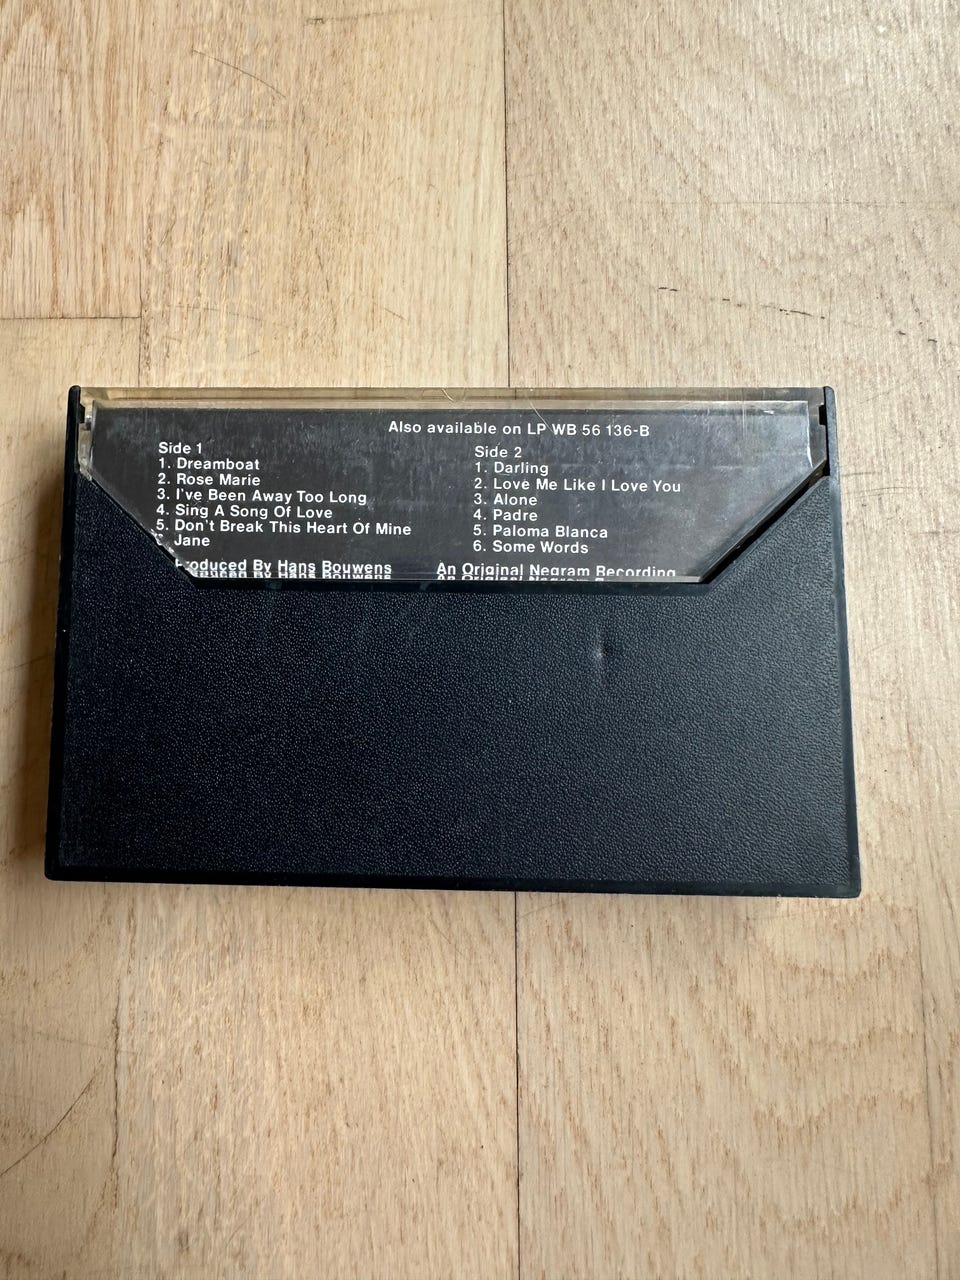 Also available on LP WB 56 136-B
Side 1
1. Dreamboat
2. Rose Marie
3. I've Been Away Too Long
4. Sing A Song Of Love
5. Don't Break This Heart Of Mine
Jane
Side 2
1. Darling
2. Love Me Like I Love You
3. Alone
4. Padre
5. Paloma Blanca
6. Some Words
Produced By Hans Bouwens
An Original Negram Recording